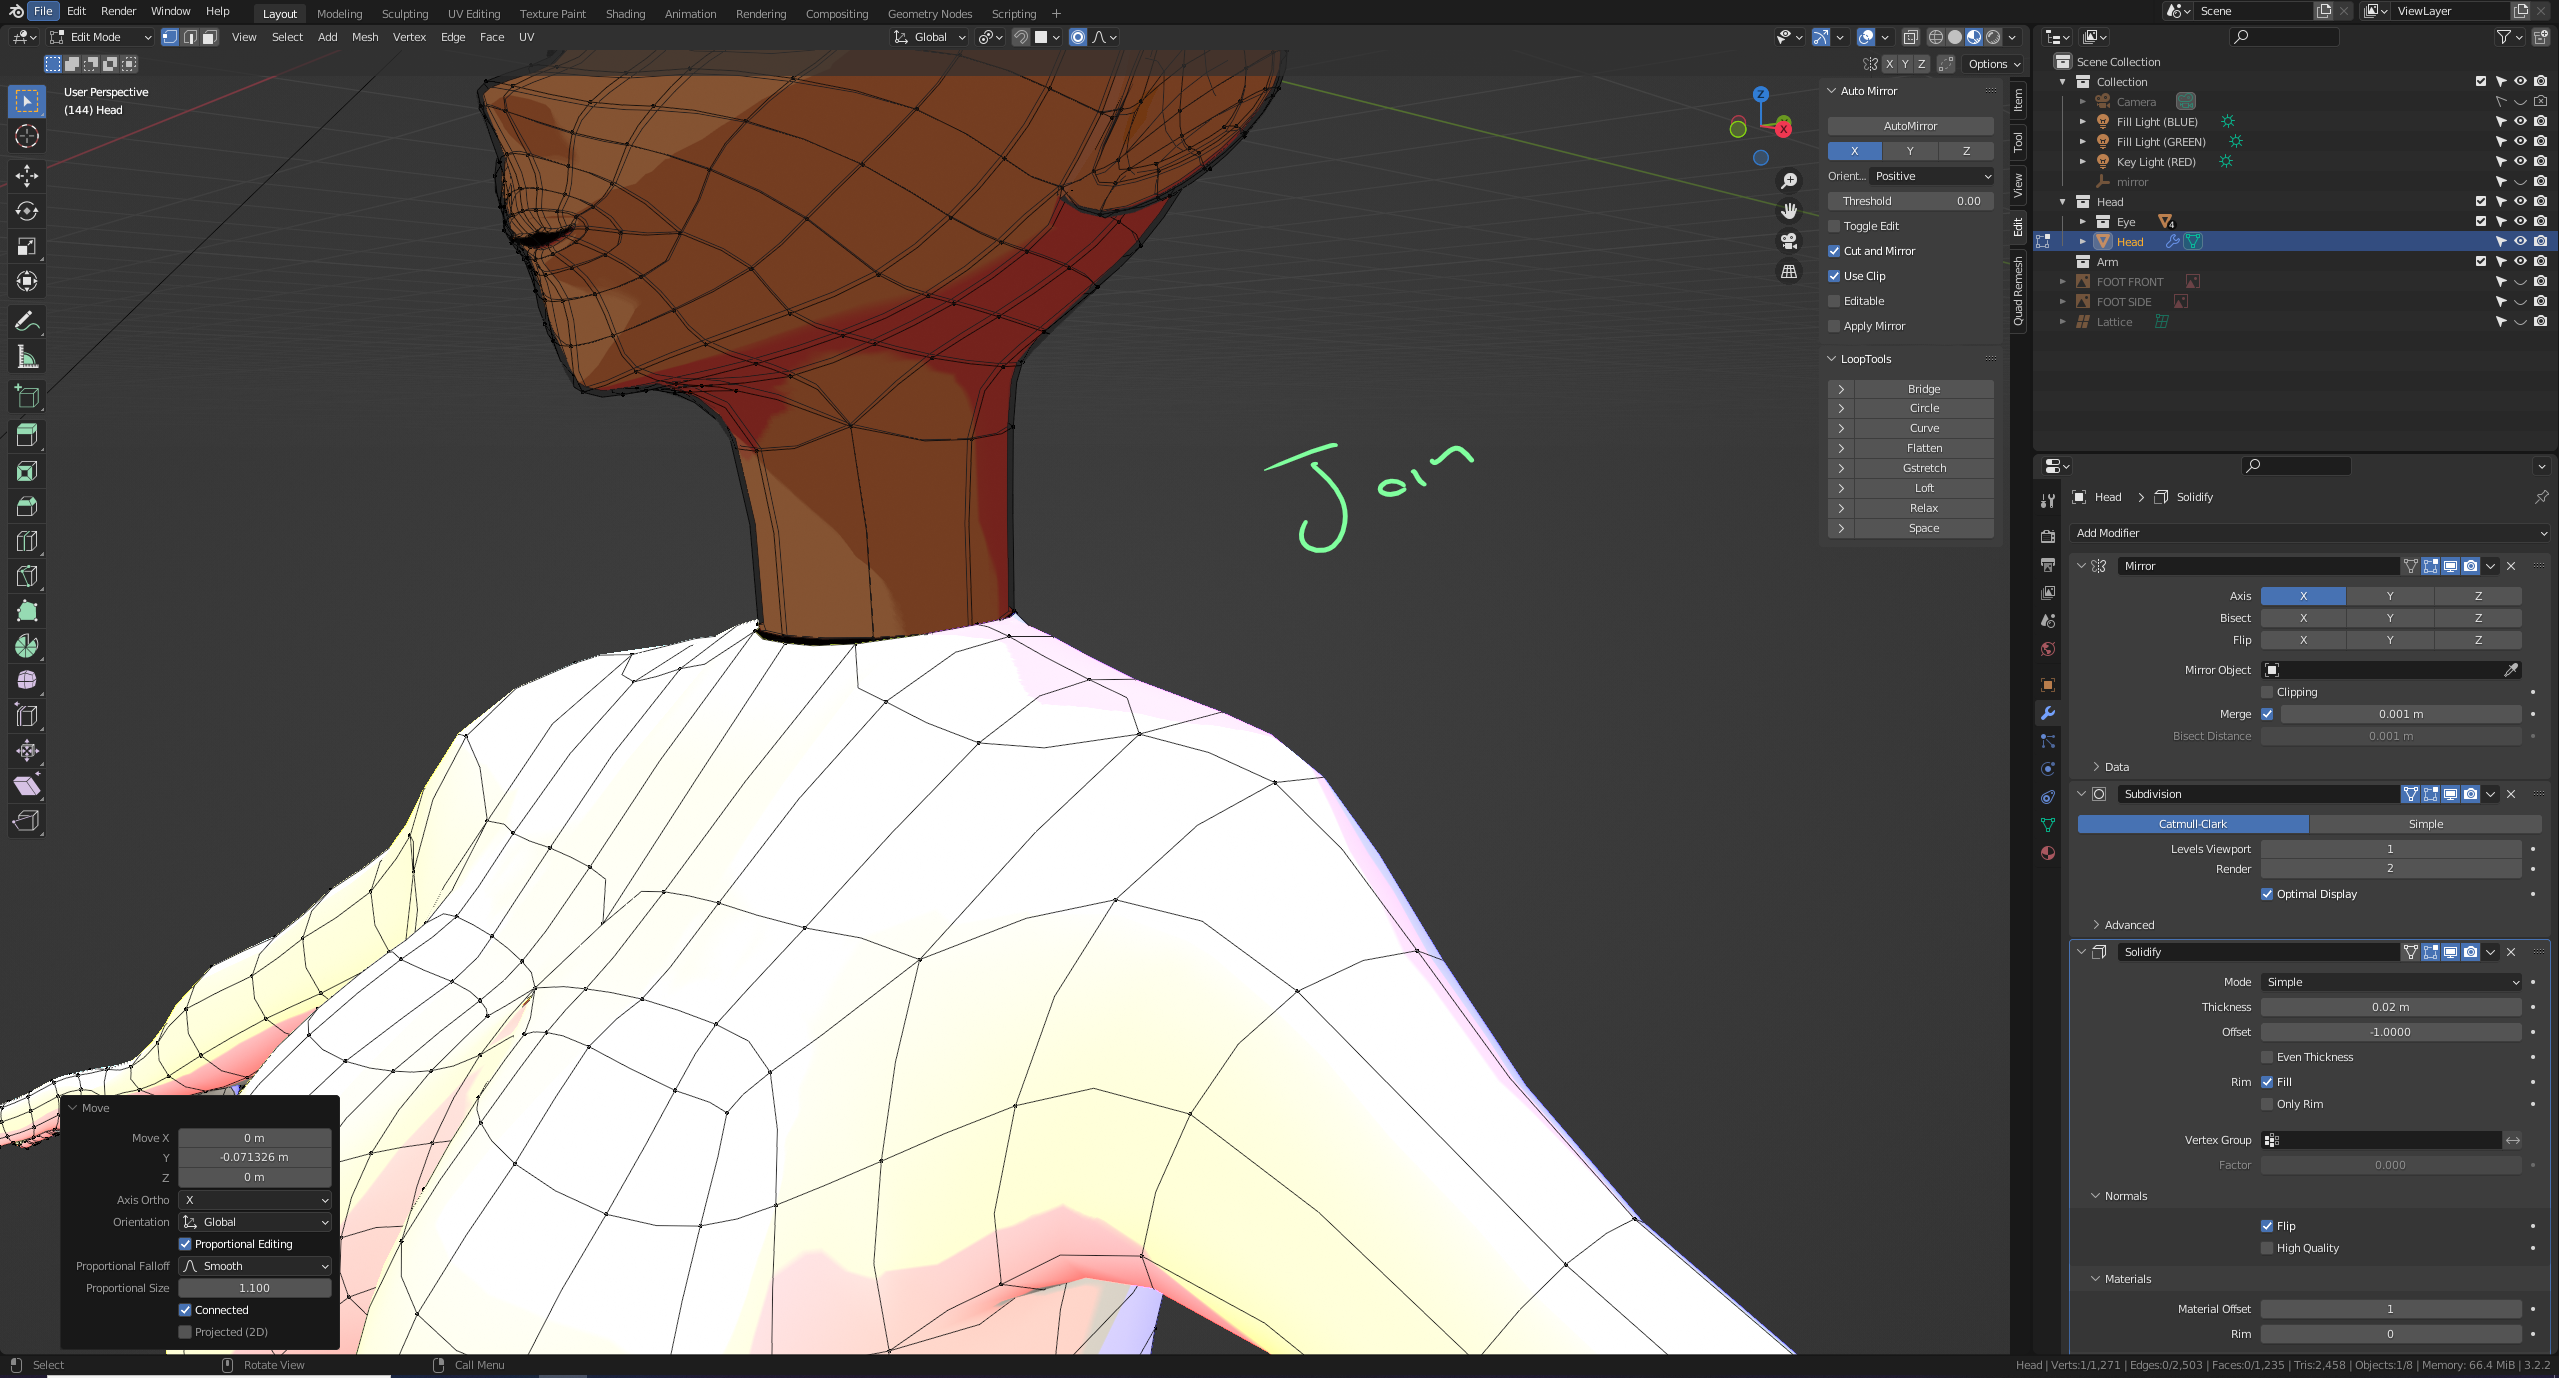 File Edit Render Window Help Layout Modeling Sculpting UV Editing Texture Paint Shading Animation Rendering Compositing Geometry Nodes Scripting + Scene ViewLayer
Edit Mode View Select Add Mesh Vertex Edge Face UV Global
X Y Z Options
User Perspective
(144) Head
Z
X
Auto Mirror
AutoMirror
X Y Z
Orient... Positive
Threshold 0.00
Toggle Edit
Cut and Mirror
Use Clip
Editable
Apply Mirror
LoopTools
Bridge
Circle
Curve
Flatten
Gstretch
Loft
Relax
Space
Item
Tool
View
Edit
Quad Remesh
Join
Move
Move X 0 m
Y -0.071326 m
Z 0 m
Axis Ortho X
Orientation Global
Proportional Editing
Proportional Falloff Smooth
Proportional Size 1.100
Connected
Projected (2D)
Scene Collection
Collection
Camera
Fill Light (BLUE)
Fill Light (GREEN)
Key Light (RED)
mirror
Head
Eye 4
Head
Arm
FOOT FRONT
FOOT SIDE
Lattice
Head > Solidify
Add Modifier
Mirror
Axis X Y Z
Bisect X Y Z
Flip X Y Z
Mirror Object
Clipping
Merge 0.001 m
Bisect Distance 0.001 m
Data
Subdivision
Catmull-Clark Simple
Levels Viewport 1
Render 2
Optimal Display
Advanced
Solidify
Mode Simple
Thickness 0.02 m
Offset -1.0000
Even Thickness
Rim Fill
Only Rim
Vertex Group
Factor 0.000
Normals
Flip
High Quality
Materials
Material Offset 1
Rim 0
Select Rotate View Call Menu Head | Verts:1/1,271 | Edges:0/2,503 | Faces:0/1,235 | Tris:2,458 | Objects:1/8 | Memory: 66.4 MiB | 3.2.2